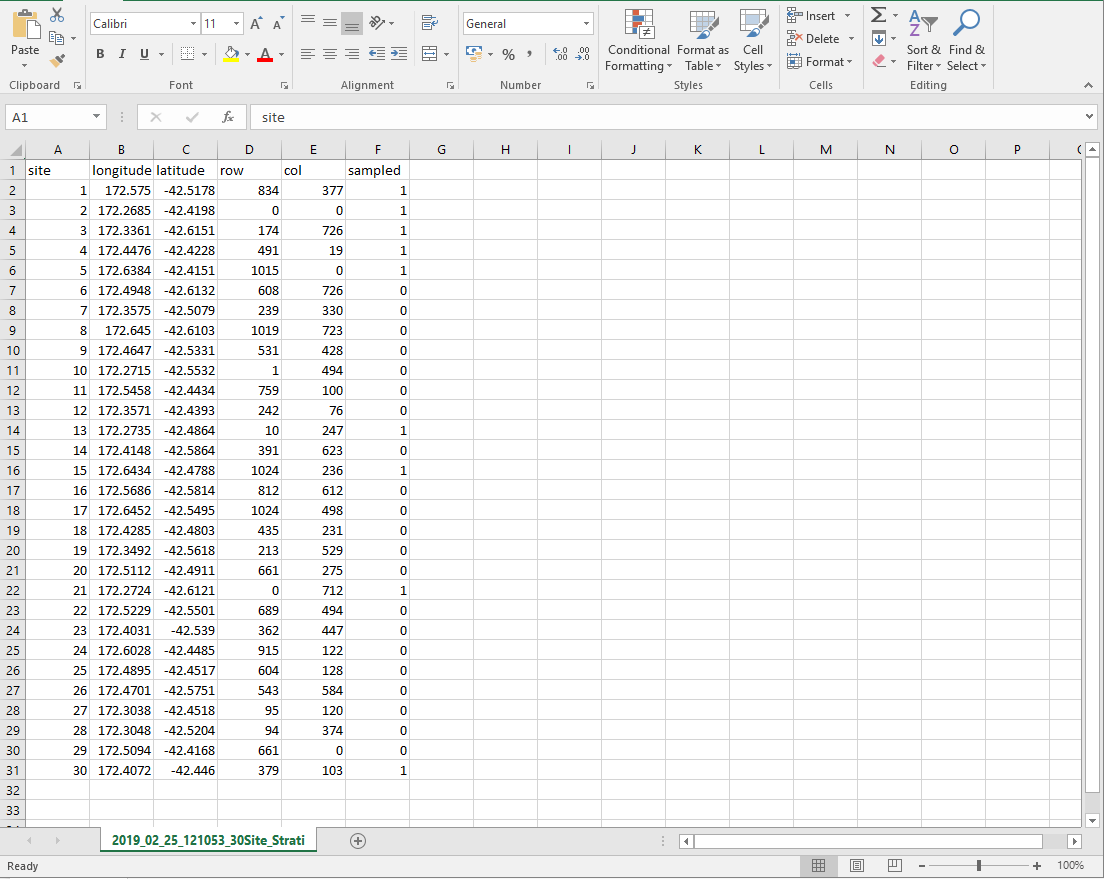 Calibri 11 A A General Insert
Paste B I U A % , .0 .00 .00 .0 Conditional Formatting Format as Table Cell Styles Delete Format Sort & Filter Find & Select
Clipboard Font Alignment Number Styles Cells Editing
A1 fx site
A B C D E F G H I J K L M N O P
1 site longitude latitude row col sampled
2 1 172.575 -42.5178 834 377 1
3 2 172.2685 -42.4198 0 0 1
4 3 172.3361 -42.6151 174 726 1
5 4 172.4476 -42.4228 491 19 1
6 5 172.6384 -42.4151 1015 0 1
7 6 172.4948 -42.6132 608 726 0
8 7 172.3575 -42.5079 239 330 0
9 8 172.645 -42.6103 1019 723 0
10 9 172.4647 -42.5331 531 428 0
11 10 172.2715 -42.5532 1 494 0
12 11 172.5458 -42.4434 759 100 0
13 12 172.3571 -42.4393 242 76 0
14 13 172.2735 -42.4864 10 247 1
15 14 172.4148 -42.5864 391 623 0
16 15 172.6434 -42.4788 1024 236 1
17 16 172.5686 -42.5814 812 612 0
18 17 172.6452 -42.5495 1024 498 0
19 18 172.4285 -42.4803 435 231 0
20 19 172.3492 -42.5618 213 529 0
21 20 172.5112 -42.4911 661 275 0
22 21 172.2724 -42.6121 0 712 1
23 22 172.5229 -42.5501 689 494 0
24 23 172.4031 -42.539 362 447 0
25 24 172.6028 -42.4485 915 122 0
26 25 172.4895 -42.4517 604 128 0
27 26 172.4701 -42.5751 543 584 0
28 27 172.3038 -42.4518 95 120 0
29 28 172.3048 -42.5204 94 374 0
30 29 172.5094 -42.4168 661 0 0
31 30 172.4072 -42.446 379 103 1
32
33
2019_02_25_121053_30Site_Strati
Ready 100%